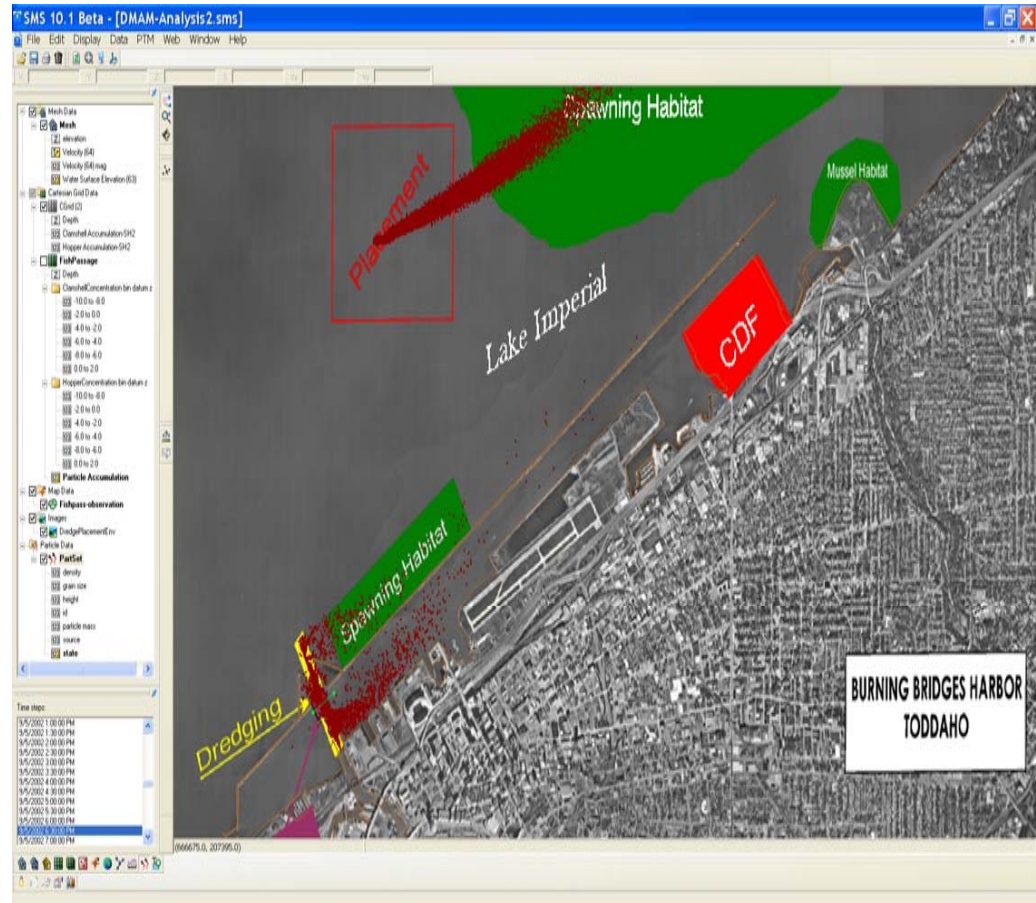 SMS 10.1 Beta - [DMAM-Analysis2.sms]
File Edit Display Data PTM Web Window Help
Mesh Data
Mesh
elevation
Velocity (64)
Velocity (64) mag
Water Surface Elevation (63)
Cartesian Grid Data
CGrid (2)
Depth
Clamshell Accumulation-SH2
Hopper Accumulation-SH2
FishPassage
Depth
ClamshellConcentration bin datum z
-10.0 to -8.0
-2.0 to 0.0
-4.0 to -2.0
-6.0 to -4.0
-8.0 to -6.0
0.0 to 2.0
HopperConcentration bin datum z
-10.0 to -8.0
-2.0 to 0.0
-4.0 to -2.0
-6.0 to -4.0
-8.0 to -6.0
0.0 to 2.0
Particle Accumulation
Map Data
Fishpass-observation
Images
DredgePlacementEnv
Particle Data
PartSet
density
grain size
height
id
particle mass
source
state
Time steps:
9/5/2002 1:00:00 PM
9/5/2002 1:30:00 PM
9/5/2002 2:00:00 PM
9/5/2002 2:30:00 PM
9/5/2002 3:00:00 PM
9/5/2002 3:30:00 PM
9/5/2002 4:00:00 PM
9/5/2002 4:30:00 PM
9/5/2002 5:00:00 PM
9/5/2002 5:30:00 PM
9/5/2002 6:00:00 PM
9/5/2002 6:30:00 PM
9/5/2002 7:00:00 PM
Spawning Habitat
Placement
Mussel Habitat
Lake Imperial
CDF
Spawning Habitat
Dredging
BURNING BRIDGES HARBOR
TODDAHO
(666675.0, 207395.0)